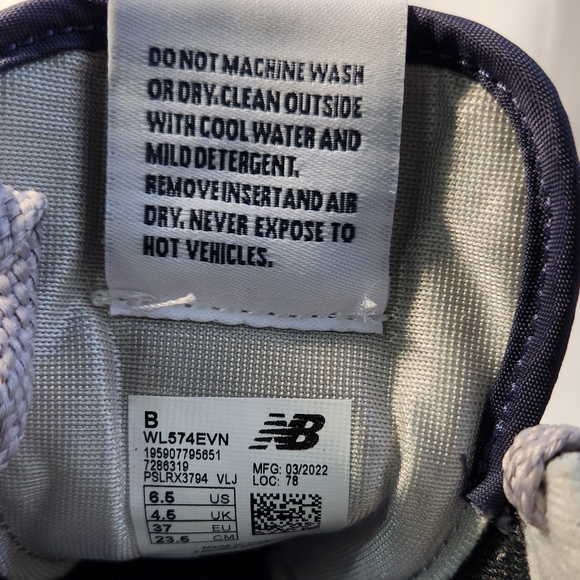 DO NOT MACHINE WASH
OR DRY. CLEAN OUTSIDE
WITH COOL WATER AND
MILD DETERGENT.
REMOVE INSERT AND AIR
DRY. NEVER EXPOSE TO
HOT VEHICLES.
B
WL574EVN
195907795651
7286319
PSLRX3794 VLJ
NB
MFG: 03/2022
LOC: 78
6.5 US
4.5 UK
37 EU
23.5 CM